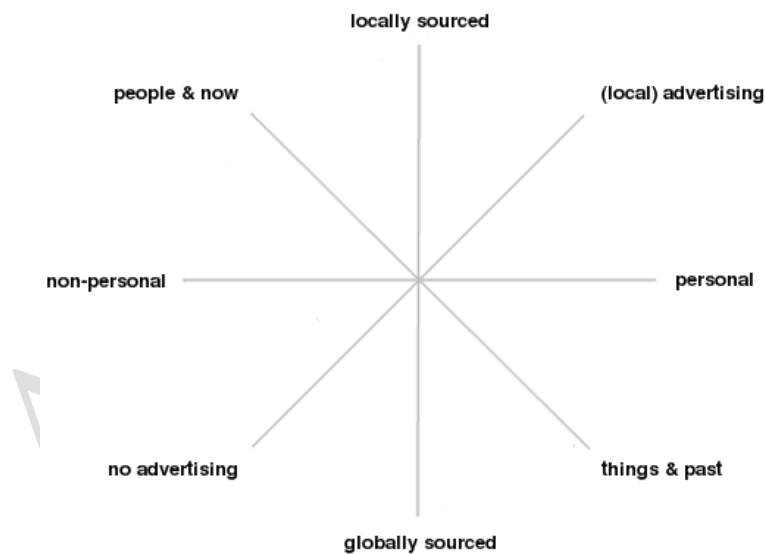 locally sourced
people & now
(local) advertising
non-personal
personal
no advertising
things & past
globally sourced